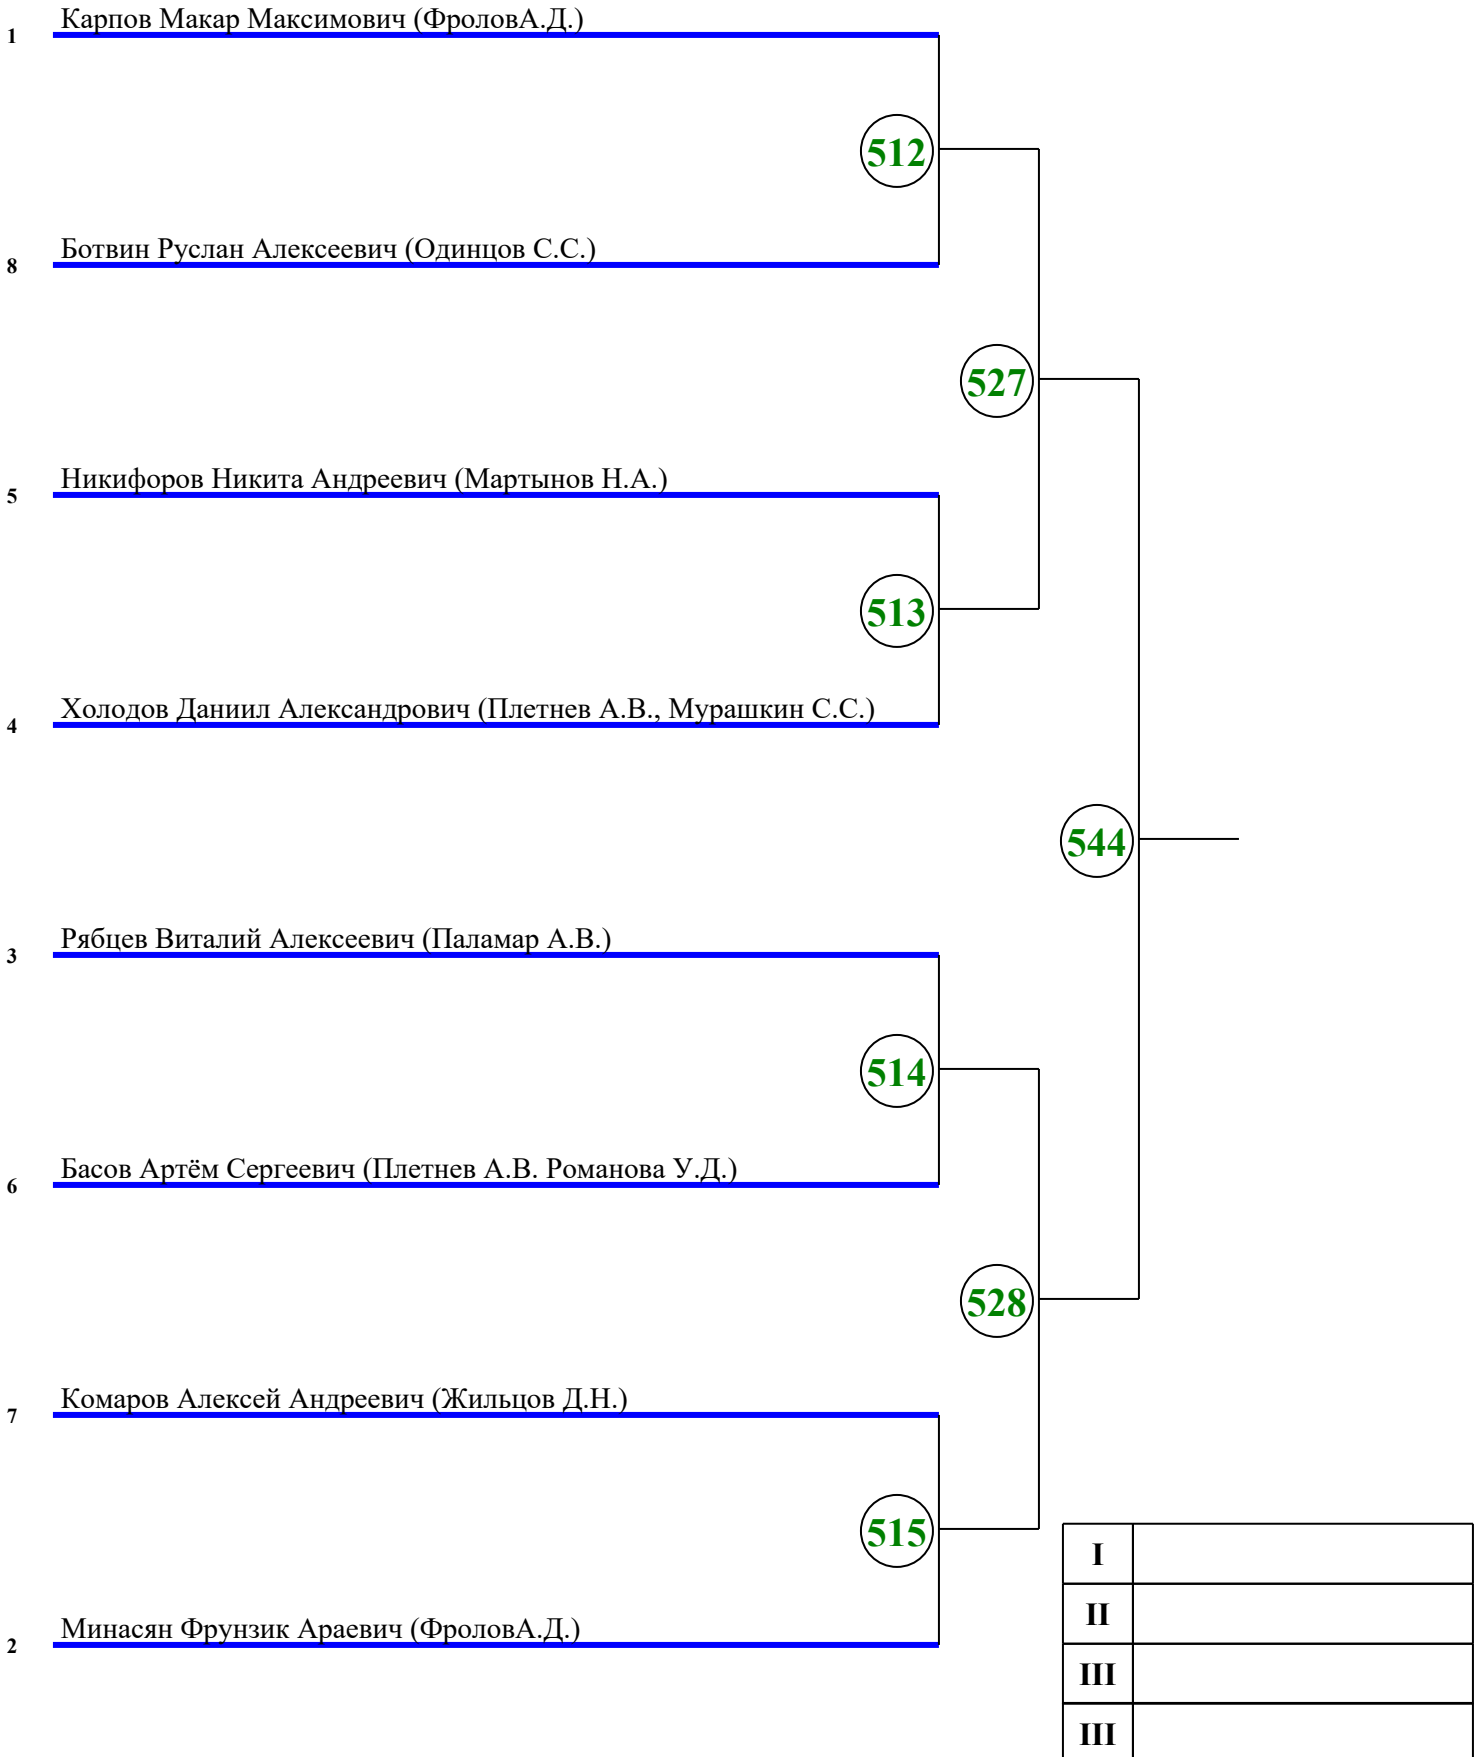 1 Карпов Макар Максимович (ФроловА.Д.)
512
8 Ботвин Руслан Алексеевич (Одинцов С.С.)
527
5 Никифоров Никита Андреевич (Мартынов Н.А.)
513
4 Холодов Даниил Александрович (Плетнев А.В., Мурашкин С.С.)
544
3 Рябцев Виталий Алексеевич (Паламар А.В.)
514
6 Басов Артём Сергеевич (Плетнев А.В. Романова У.Д.)
528
7 Комаров Алексей Андреевич (Жильцов Д.Н.)
515
2 Минасян Фрунзик Араевич (ФроловА.Д.)
I
II
III
III